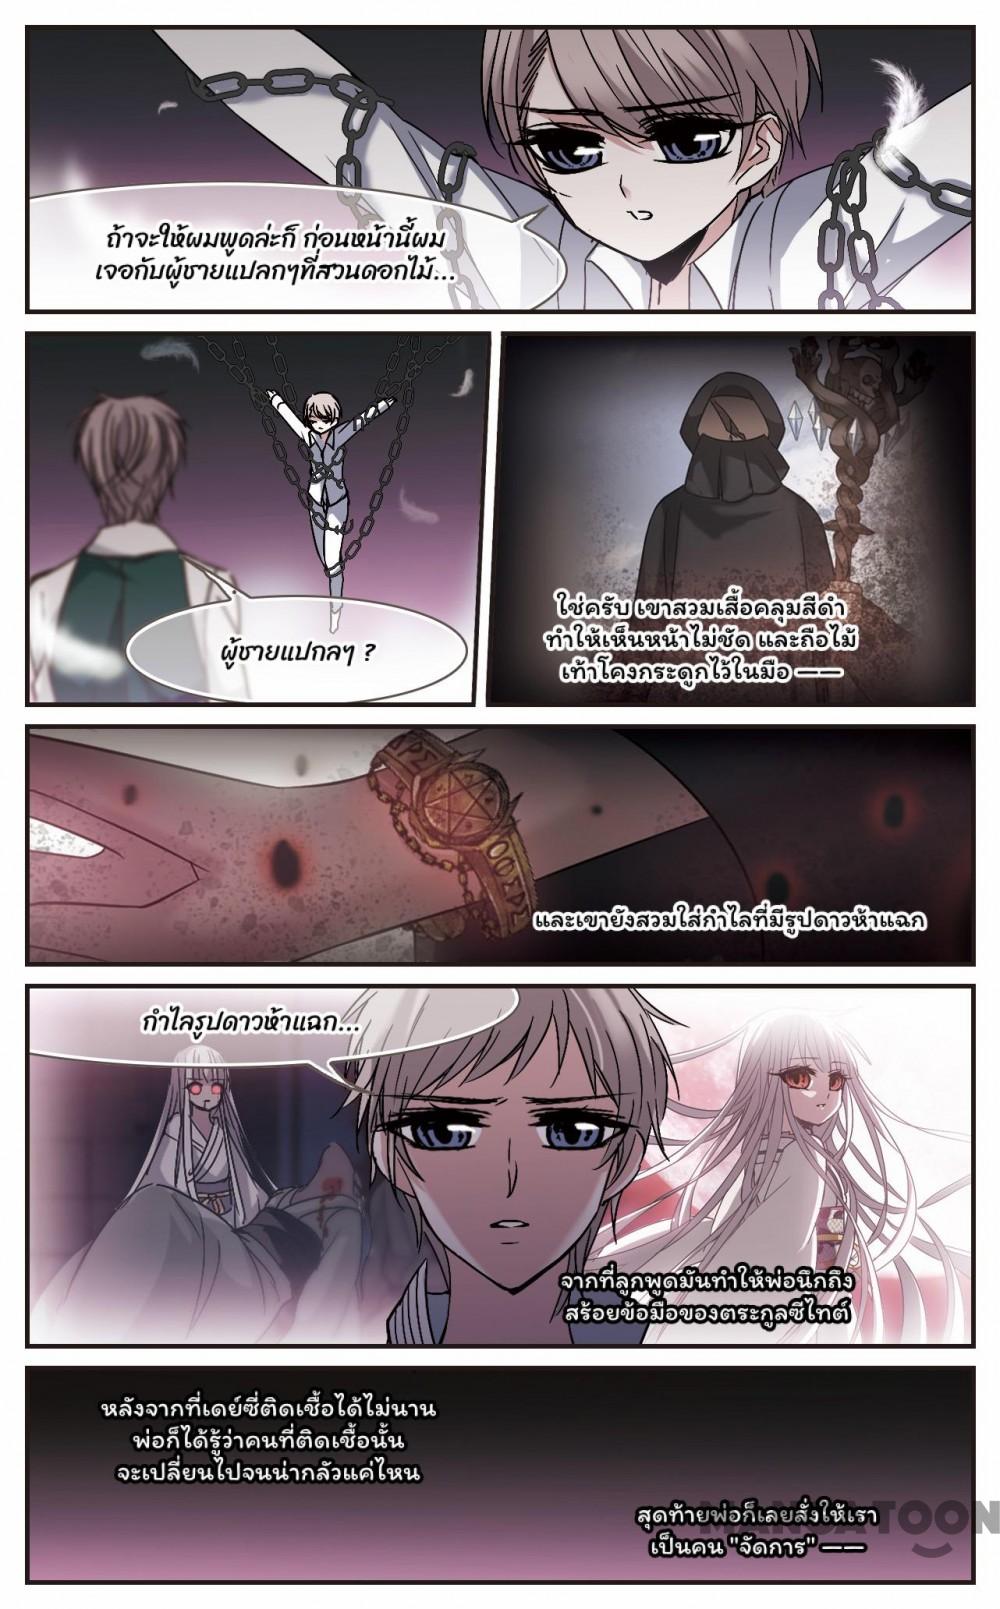 ถ้าจะให้ผมพูดล่ะก็ ก่อนหน้านี้ผม
เจอกับผู้ชายแปลกๆที่สวนดอกไม้...
ผู้ชายแปกลๆ ?
ใช่ครับ เขาสวมเสื้อคลุมสีดำ
ทำให้เห็นหน้าไม่ชัด และถือไม้
เท้าโครงกระดูกไว้ในมือ ——
และเขายังสวมใส่กำไลที่มีรูปดาวห้าแฉก
กำไลรูปดาวห้าแฉก...
จากที่ลูกพูดมันทำให้พ่อนึกถึง
สร้อยข้อมือของตระกูลซีไทต์
หลังจากที่เดย์ซี่ติดเชื้อได้ไม่นาน
พ่อก็ได้รู้ว่าคนที่ติดเชื้อนั้น
จะเปลี่ยนไปจนน่ากลัวแค่ไหน
สุดท้ายพ่อก็เลยสั่งให้เรา
เป็นคน "จัดการ" ——
MANGATOON